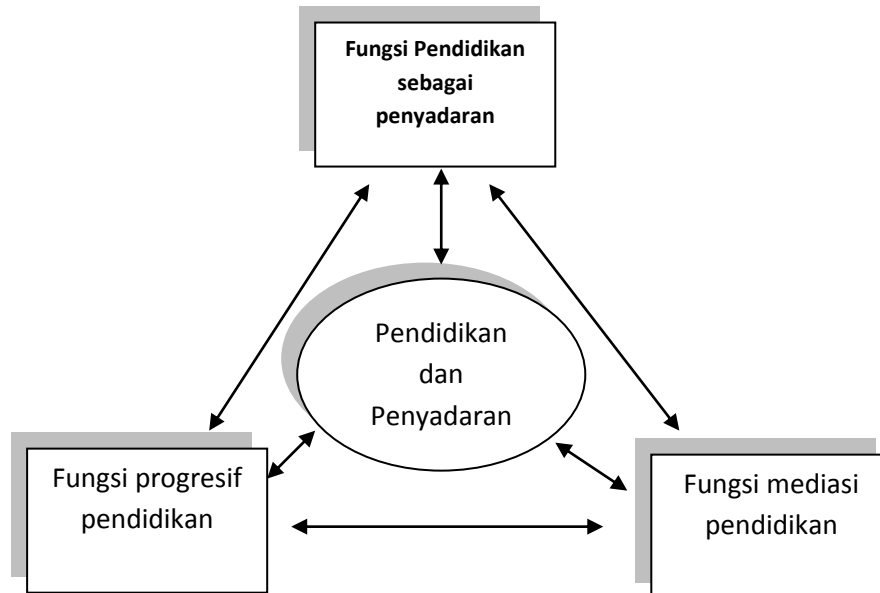 Fungsi Pendidikan
sebagai
penyadaran
Pendidikan
dan
Penyadaran
Fungsi progresif
pendidikan
Fungsi mediasi
pendidikan